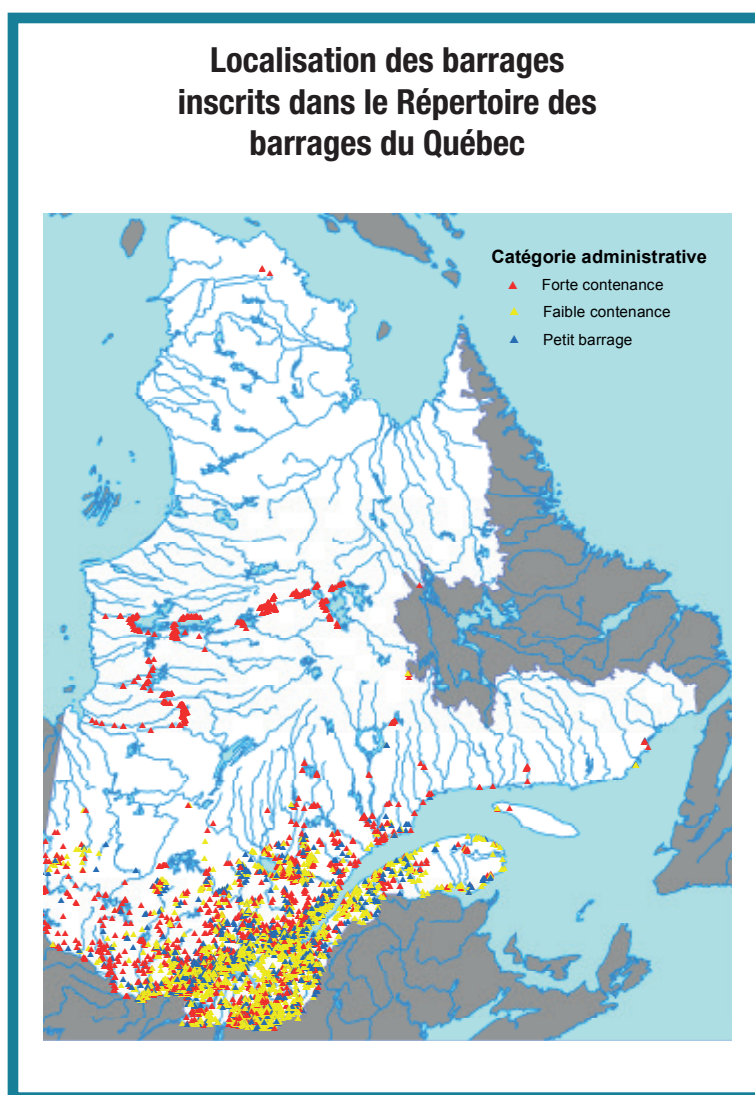 Localisation des barrages
inscrits dans le Répertoire des
barrages du Québec
Catégorie administrative
Forte contenance
Faible contenance
Petit barrage